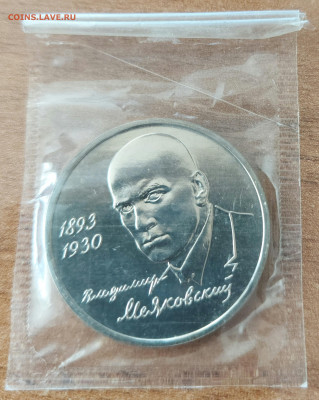 COINS.LAVE.RU
1893
1930
Владимир
Маяковский